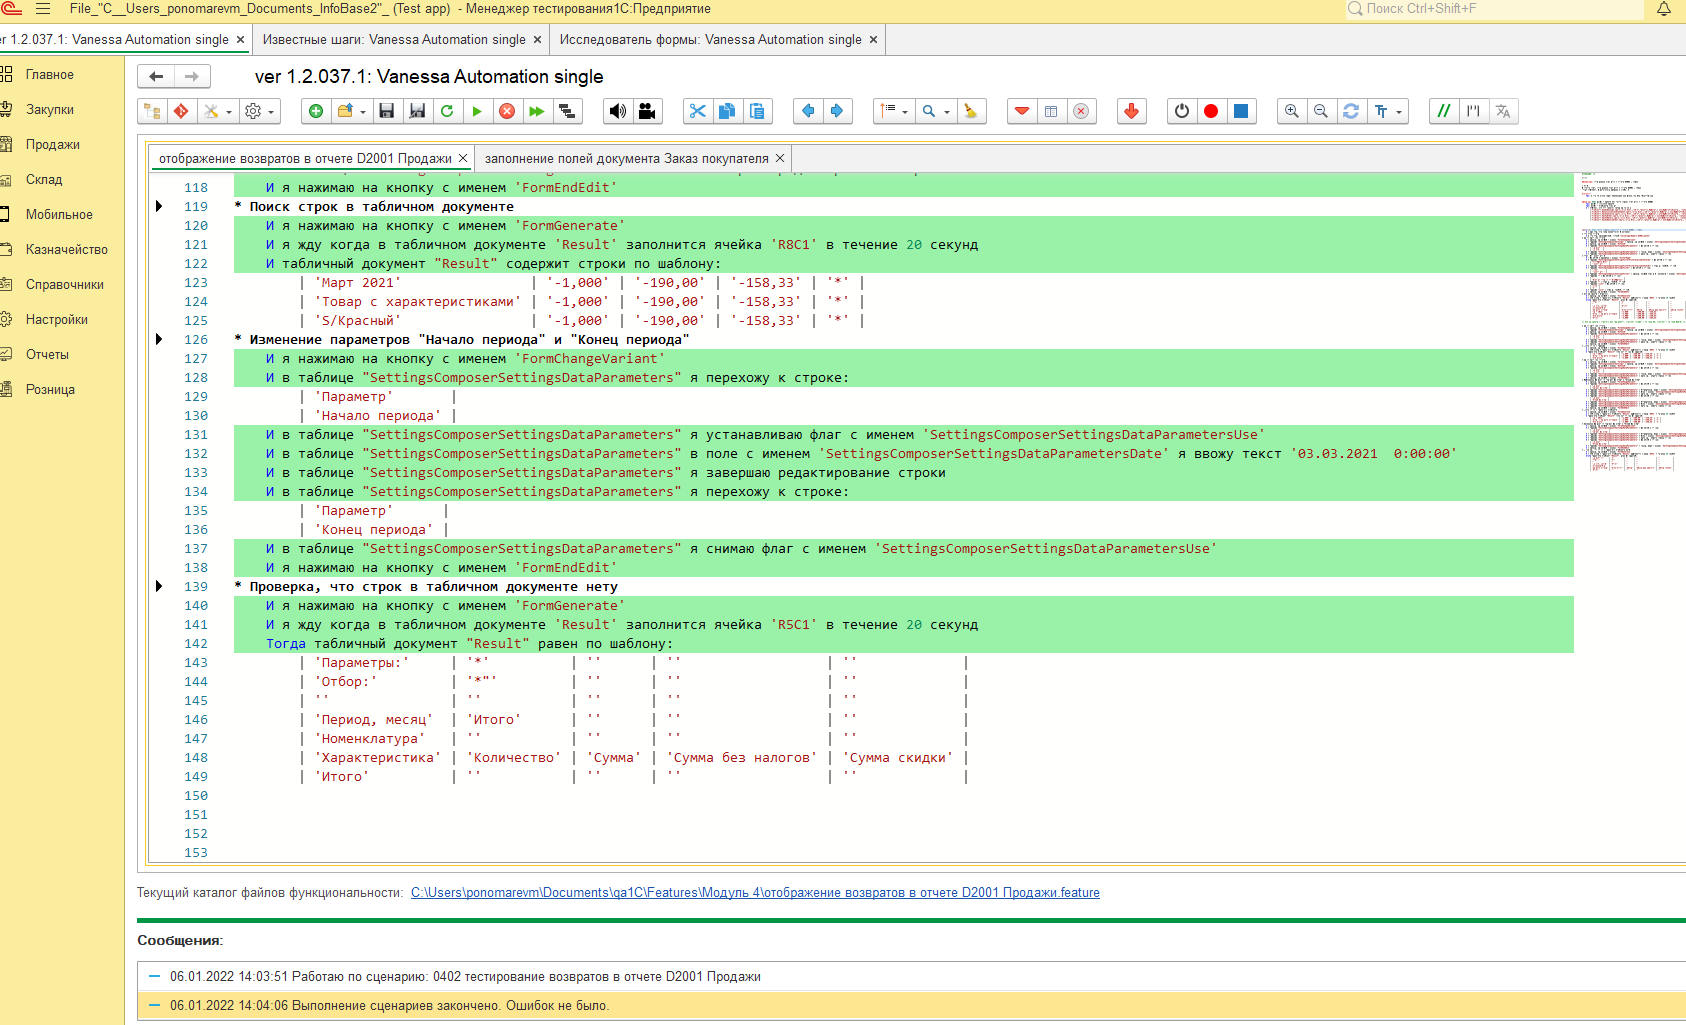 File_"C__Users_ponomarevm_Documents_InfoBase2"_ (Test app) - Менеджер тестирования1С:Предприятие
Поиск Ctrl+Shift+F
er 1.2.037.1: Vanessa Automation single
Известные шаги: Vanessa Automation single
Исследователь формы: Vanessa Automation single
Главное
Закупки
Продажи
Склад
Мобильное
Казначейство
Справочники
Настройки
Отчеты
Розница
ver 1.2.037.1: Vanessa Automation single
отображение возвратов в отчете D2001 Продажи
заполнение полей документа Заказ покупателя
118 И я нажимаю на кнопку с именем 'FormEndEdit'
119 * Поиск строк в табличном документе
120 И я нажимаю на кнопку с именем 'FormGenerate'
121 И я жду когда в табличном документе 'Result' заполнится ячейка 'R8C1' в течение 20 секунд
122 И табличный документ "Result" содержит строки по шаблону:
123 | 'Март 2021' | '-1,000' | '-190,00' | '-158,33' | '*' |
124 | 'Товар с характеристиками' | '-1,000' | '-190,00' | '-158,33' | '*' |
125 | 'S/Красный' | '-1,000' | '-190,00' | '-158,33' | '*' |
126 * Изменение параметров "Начало периода" и "Конец периода"
127 И я нажимаю на кнопку с именем 'FormChangeVariant'
128 И в таблице "SettingsComposerSettingsDataParameters" я перехожу к строке:
129 | 'Параметр' |
130 | 'Начало периода' |
131 И в таблице "SettingsComposerSettingsDataParameters" я устанавливаю флаг с именем 'SettingsComposerSettingsDataParametersUse'
132 И в таблице "SettingsComposerSettingsDataParameters" в поле с именем 'SettingsComposerSettingsDataParametersDate' я ввожу текст '03.03.2021  0:00:00'
133 И в таблице "SettingsComposerSettingsDataParameters" я завершаю редактирование строки
134 И в таблице "SettingsComposerSettingsDataParameters" я перехожу к строке:
135 | 'Параметр' |
136 | 'Конец периода' |
137 И в таблице "SettingsComposerSettingsDataParameters" я снимаю флаг с именем 'SettingsComposerSettingsDataParametersUse'
138 И я нажимаю на кнопку с именем 'FormEndEdit'
139 * Проверка, что строк в табличном документе нету
140 И я нажимаю на кнопку с именем 'FormGenerate'
141 И я жду когда в табличном документе 'Result' заполнится ячейка 'R5C1' в течение 20 секунд
142 Тогда табличный документ "Result" равен по шаблону:
143 | 'Параметры:' | '*' | '' | '' | '' |
144 | 'Отбор:' | '*"' | '' | '' | '' |
145 | '' | '' | '' | '' | '' |
146 | 'Период, месяц' | 'Итого' | '' | '' | '' |
147 | 'Номенклатура' | '' | '' | '' | '' |
148 | 'Характеристика' | 'Количество' | 'Сумма' | 'Сумма без налогов' | 'Сумма скидки' |
149 | 'Итого' | '' | '' | '' | '' |
150
151
152
153
Текущий каталог файлов функциональности: C:\Users\ponomarevm\Documents\qa1C\Features\Модуль 4\отображение возвратов в отчете D2001 Продажи.feature
Сообщения:
06.01.2022 14:03:51 Работаю по сценарию: 0402 тестирование возвратов в отчете D2001 Продажи
06.01.2022 14:04:06 Выполнение сценариев закончено. Ошибок не было.